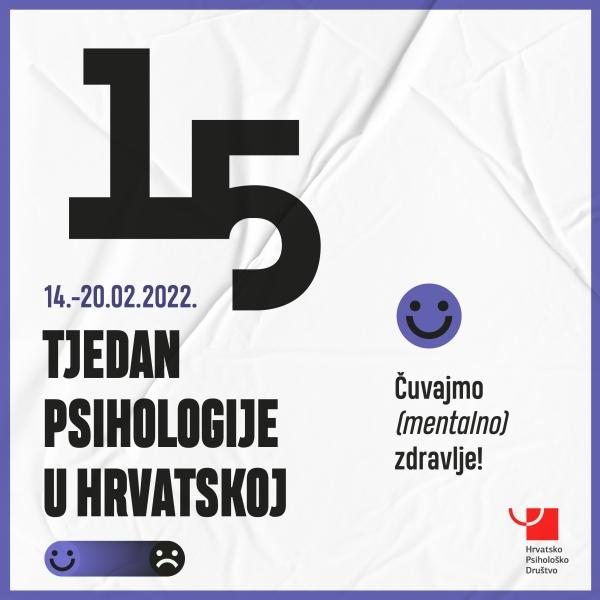 15
14.-20.02.2022.
TJEDAN
PSIHOLOGIJE
U HRVATSKOJ
Čuvajmo
(mentalno)
zdravlje!
Hrvatsko
Psihološko
Društvo